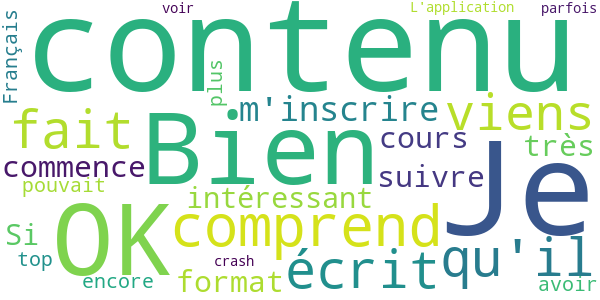 voir L'application parfois
Français contenu
plus m'inscrire viens
fait Bien cours très
commence suivre Je
pouvait intéressant
Si OK comprend qu'il
top écrit
crash
encore format avoir